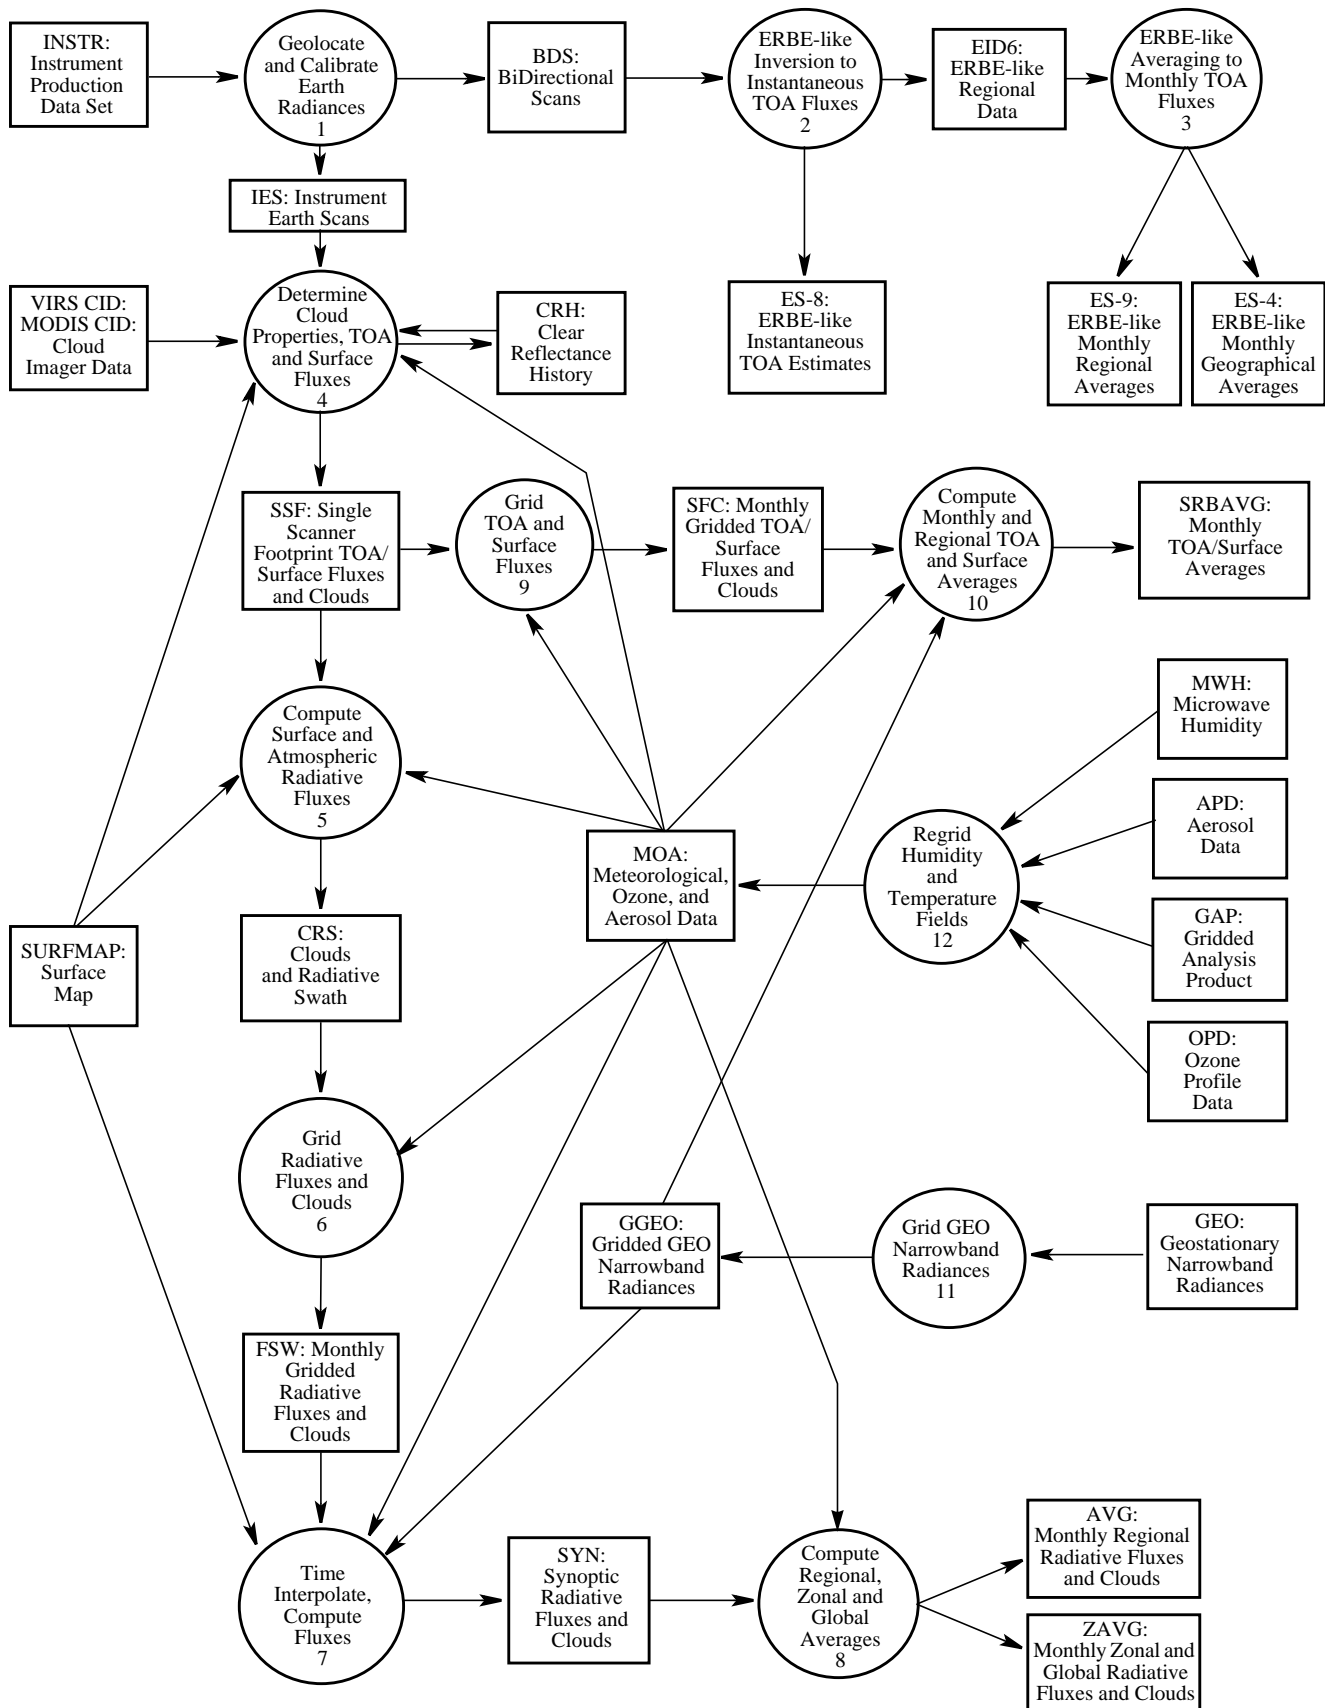 INSTR:
Instrument
Production
Data Set
Geolocate
and Calibrate
Earth
Radiances
1
BDS:
BiDirectional
Scans
ERBE-like
Inversion to
Instantaneous
TOA Fluxes
2
EID6:
ERBE-like
Regional
Data
ERBE-like
Averaging to
Monthly TOA
Fluxes
3
IES: Instrument
Earth Scans
VIRS CID:
MODIS CID:
Cloud
Imager Data
Determine
Cloud
Properties, TOA
and Surface
Fluxes
4
CRH:
Clear
Reflectance
History
ES-8:
ERBE-like
Instantaneous
TOA Estimates
ES-9:
ERBE-like
Monthly
Regional
Averages
ES-4:
ERBE-like
Monthly
Geographical
Averages
SSF: Single
Scanner
Footprint TOA/
Surface Fluxes
and Clouds
Grid
TOA and
Surface
Fluxes
9
SFC: Monthly
Gridded TOA/
Surface
Fluxes and
Clouds
Compute
Monthly and
Regional TOA
and Surface
Averages
10
SRBAVG:
Monthly
TOA/Surface
Averages
Compute
Surface and
Atmospheric
Radiative
Fluxes
5
MWH:
Microwave
Humidity
APD:
Aerosol
Data
MOA:
Meteorological,
Ozone, and
Aerosol Data
Regrid
Humidity
and
Temperature
Fields
12
GAP:
Gridded
Analysis
Product
SURFMAP:
Surface
Map
CRS:
Clouds
and Radiative
Swath
OPD:
Ozone
Profile
Data
Grid
Radiative
Fluxes and
Clouds
6
GGEO:
Gridded GEO
Narrowband
Radiances
Grid GEO
Narrowband
Radiances
11
GEO:
Geostationary
Narrowband
Radiances
FSW: Monthly
Gridded
Radiative
Fluxes and
Clouds
Time
Interpolate,
Compute
Fluxes
7
SYN:
Synoptic
Radiative
Fluxes and
Clouds
Compute
Regional,
Zonal and
Global
Averages
8
AVG:
Monthly Regional
Radiative Fluxes
and Clouds
ZAVG:
Monthly Zonal and
Global Radiative
Fluxes and Clouds